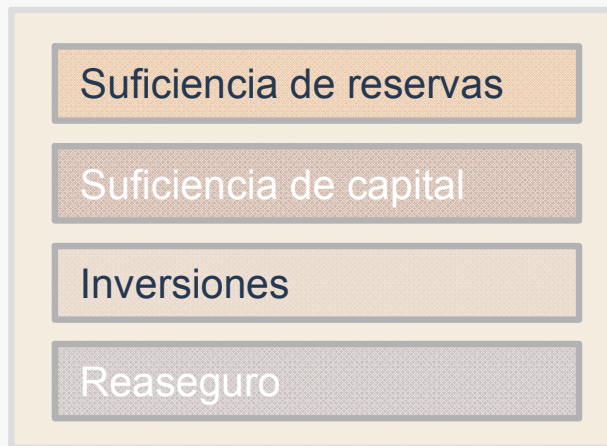 Suficiencia de reservas
Suficiencia de capital
Inversiones
Reaseguro